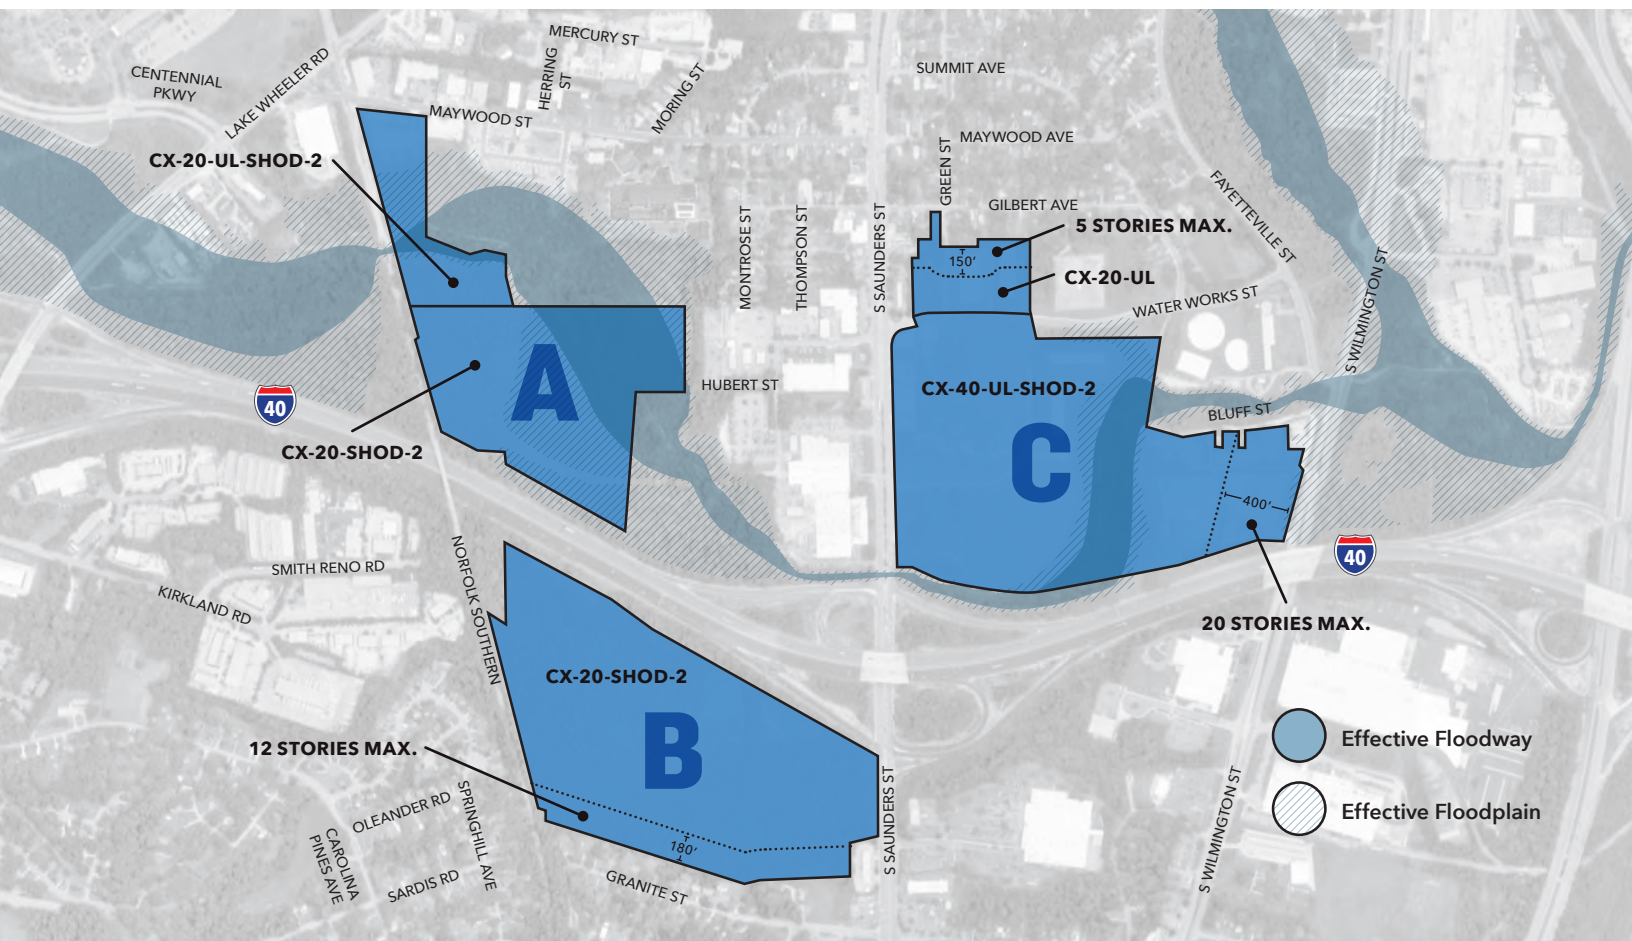 MERCURY ST
CENTENNIAL
PKWY
LAKE WHEELER RD
HERRING
ST
MORING ST
SUMMIT AVE
MAYWOOD ST
MAYWOOD AVE
CX-20-UL-SHOD-2
GREEN ST
FAYETTEVILLE ST
GILBERT AVE
5 STORIES MAX.
MONTROSE ST
THOMPSON ST
S SAUNDERS ST
150'
CX-20-UL
WATER WORKS ST
S WILMINGTON ST
A
HUBERT ST
CX-40-UL-SHOD-2
40
BLUFF ST
CX-20-SHOD-2
C
400'
40
NORFOLK SOUTHERN
SMITH RENO RD
KIRKLAND RD
20 STORIES MAX.
CX-20-SHOD-2
B
12 STORIES MAX.
Effective Floodway
OLEANDER RD
SPRINGHILL AVE
S SAUNDERS ST
S WILMINGTON ST
Effective Floodplain
CAROLINA
PINES AVE
180'
SARDIS RD
GRANITE ST